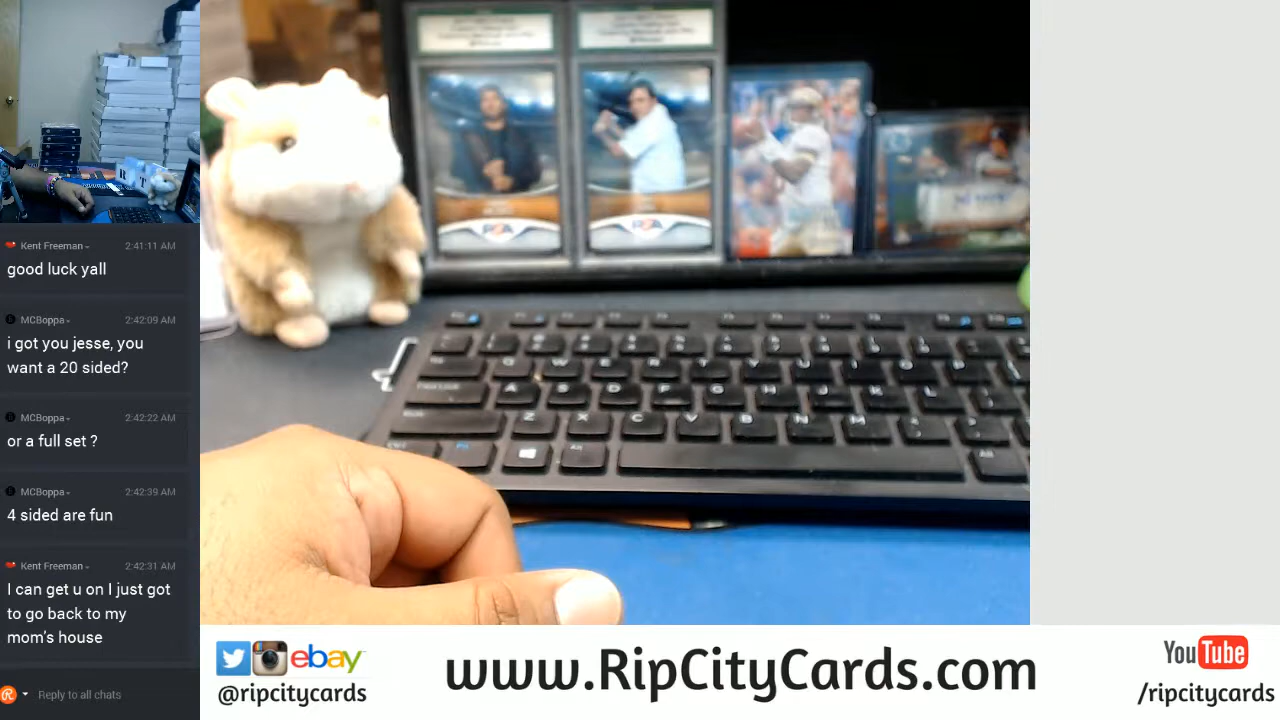 Kent Freeman
2:41:11 AM
good luck yall
MCBoppa
2:42:09 AM
i got you jesse, you
want a 20 sided?
MCBoppa
2:42:22 AM
or a full set ?
MCBoppa
2:42:39 AM
4 sided are fun
Kent Freeman
2:42:31 AM
I can get u on I just got
to go back to my
mom's house
Reply to all chats
Q W E R T Y U I O P
A S D F G H J K L
Z X C V B N M
ebay
@ripcitycards
www.RipCityCards.com
YouTube
/ripcitycards